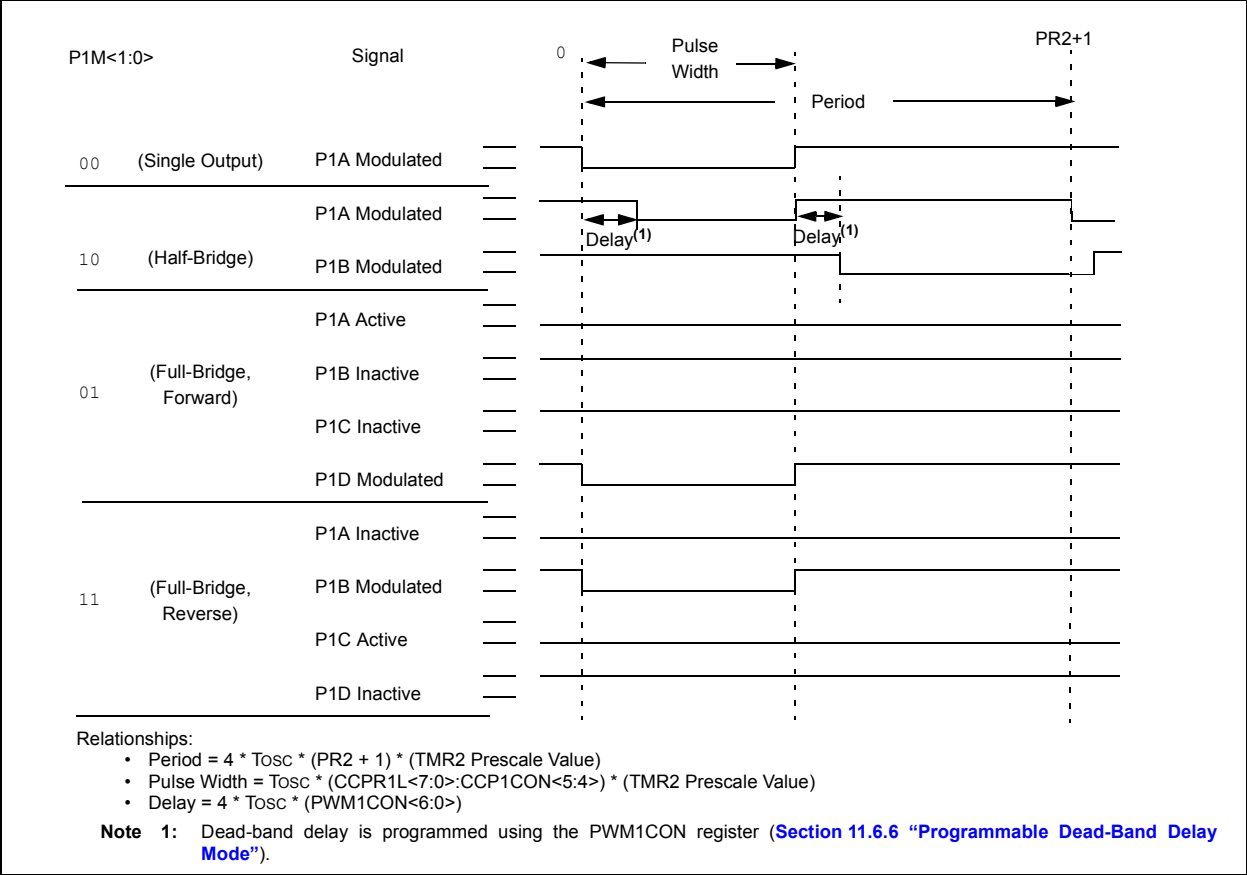 P1M<1:0>
Signal
0
Pulse
Width
PR2+1
Period
00
(Single Output)
P1A Modulated
P1A Modulated
Delay(1)
Delay(1)
10
(Half-Bridge)
P1B Modulated
P1A Active
01
(Full-Bridge,
Forward)
P1B Inactive
P1C Inactive
P1D Modulated
P1A Inactive
11
(Full-Bridge,
Reverse)
P1B Modulated
P1C Active
P1D Inactive
Relationships:
• Period = 4 * TOSC * (PR2 + 1) * (TMR2 Prescale Value)
• Pulse Width = TOSC * (CCPR1L<7:0>:CCP1CON<5:4>) * (TMR2 Prescale Value)
• Delay = 4 * TOSC * (PWM1CON<6:0>)
Note 1: Dead-band delay is programmed using the PWM1CON register (Section 11.6.6 “Programmable Dead-Band Delay
Mode”).